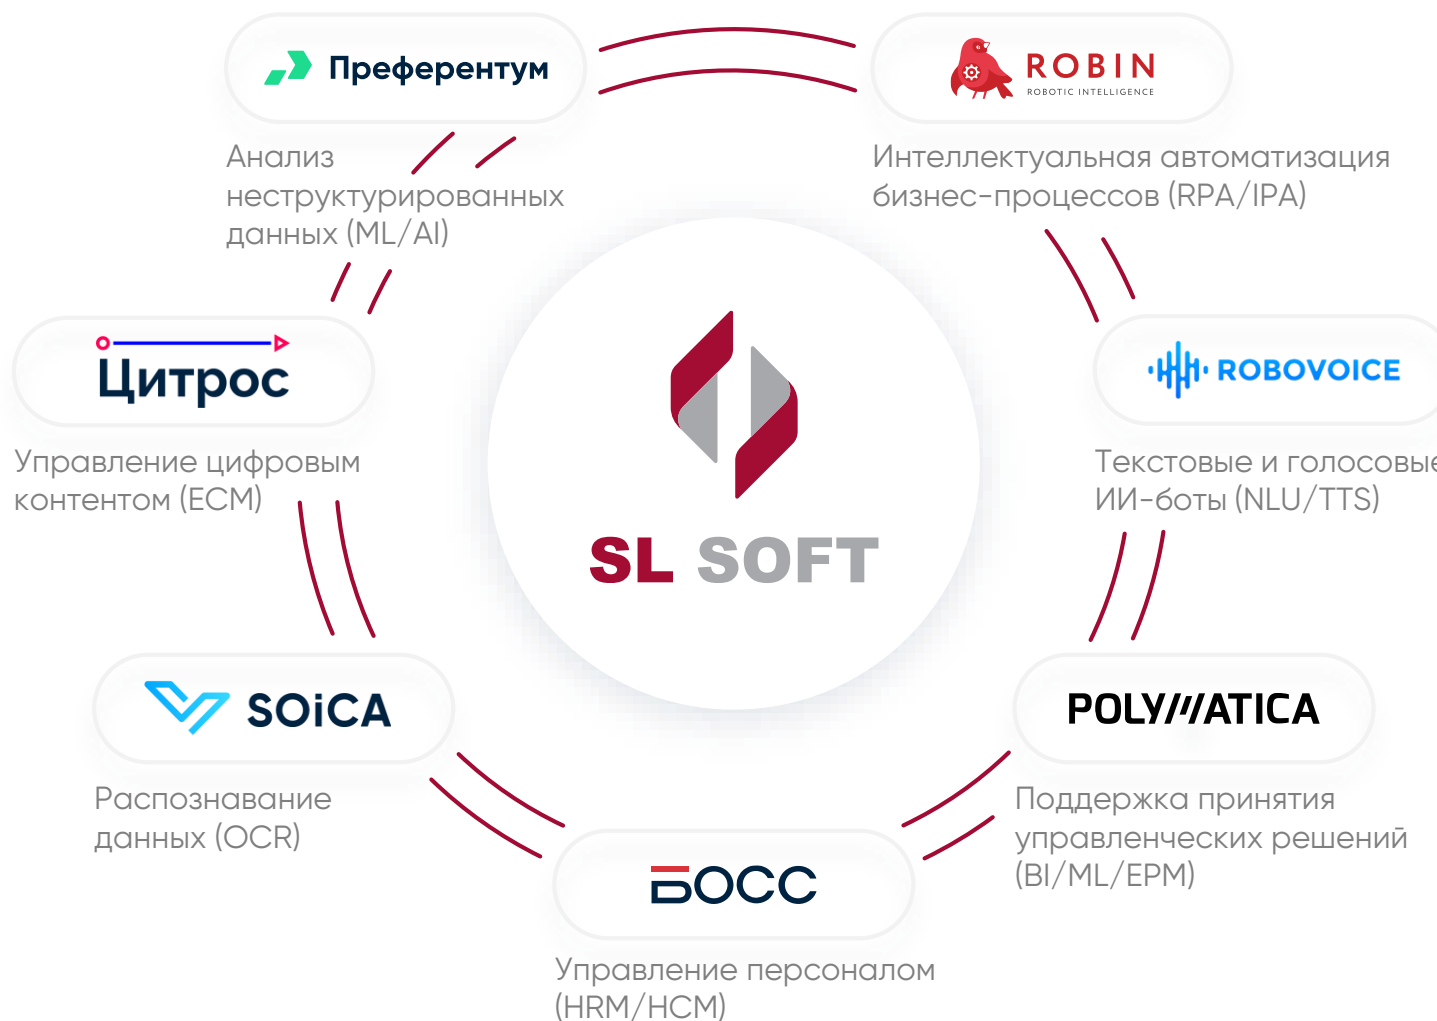 Преферентум
Анализ
неструктурированных
данных (ML/AI)
ROBIN
ROBOTIC INTELLIGENCE
Интеллектуальная автоматизация
бизнес-процессов (RPA/IPA)
Цитрос
Управление цифровым
контентом (ECM)
SL SOFT
ROBOVOICE
Текстовые и голосовые
ИИ-боты (NLU/TTS)
SOiCA
Распознавание
данных (OCR)
POLYMATICA
Поддержка принятия
управленческих решений
(BI/ML/EPM)
БОСС
Управление персоналом
(HRM/HCM)